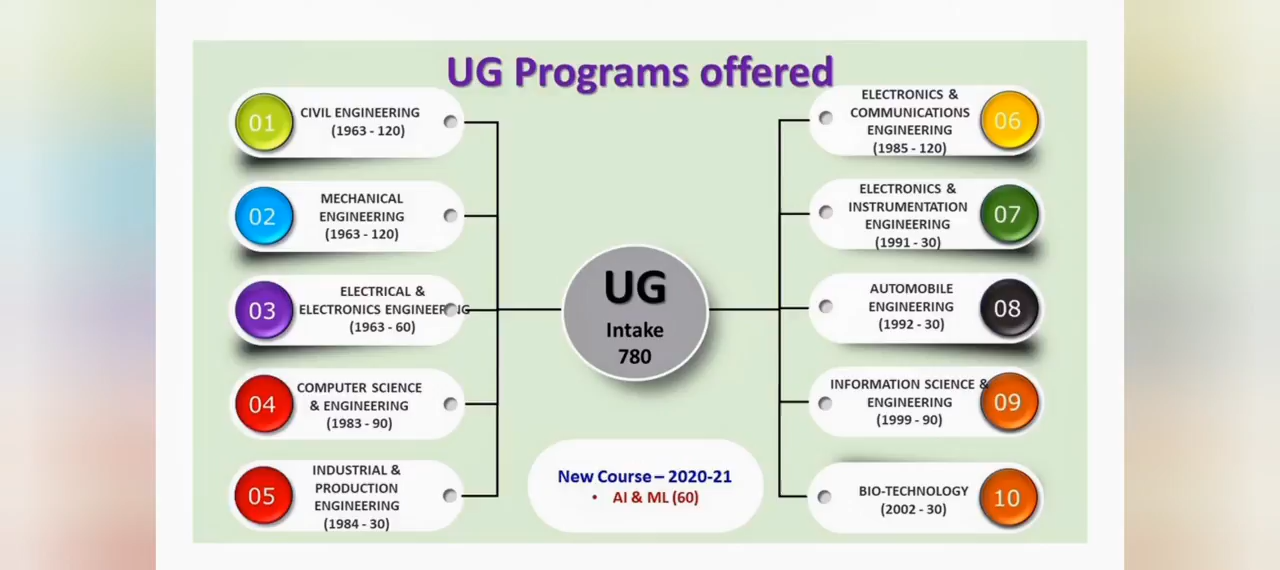 UG Programs offered
01
CIVIL ENGINEERING
(1963 - 120)
02
MECHANICAL
ENGINEERING
(1963 - 120)
03
ELECTRICAL &
ELECTRONICS ENGINEERING
(1963 - 60)
04
COMPUTER SCIENCE
& ENGINEERING
(1983 - 90)
05
INDUSTRIAL &
PRODUCTION
ENGINEERING
(1984 - 30)
UG
Intake
780
New Course – 2020-21
• AI & ML (60)
ELECTRONICS &
COMMUNICATIONS
ENGINEERING
(1985 - 120)
06
ELECTRONICS &
INSTRUMENTATION
ENGINEERING
(1991 - 30)
07
AUTOMOBILE
ENGINEERING
(1992 - 30)
08
INFORMATION SCIENCE &
ENGINEERING
(1999 - 90)
09
BIO-TECHNOLOGY
(2002 - 30)
10